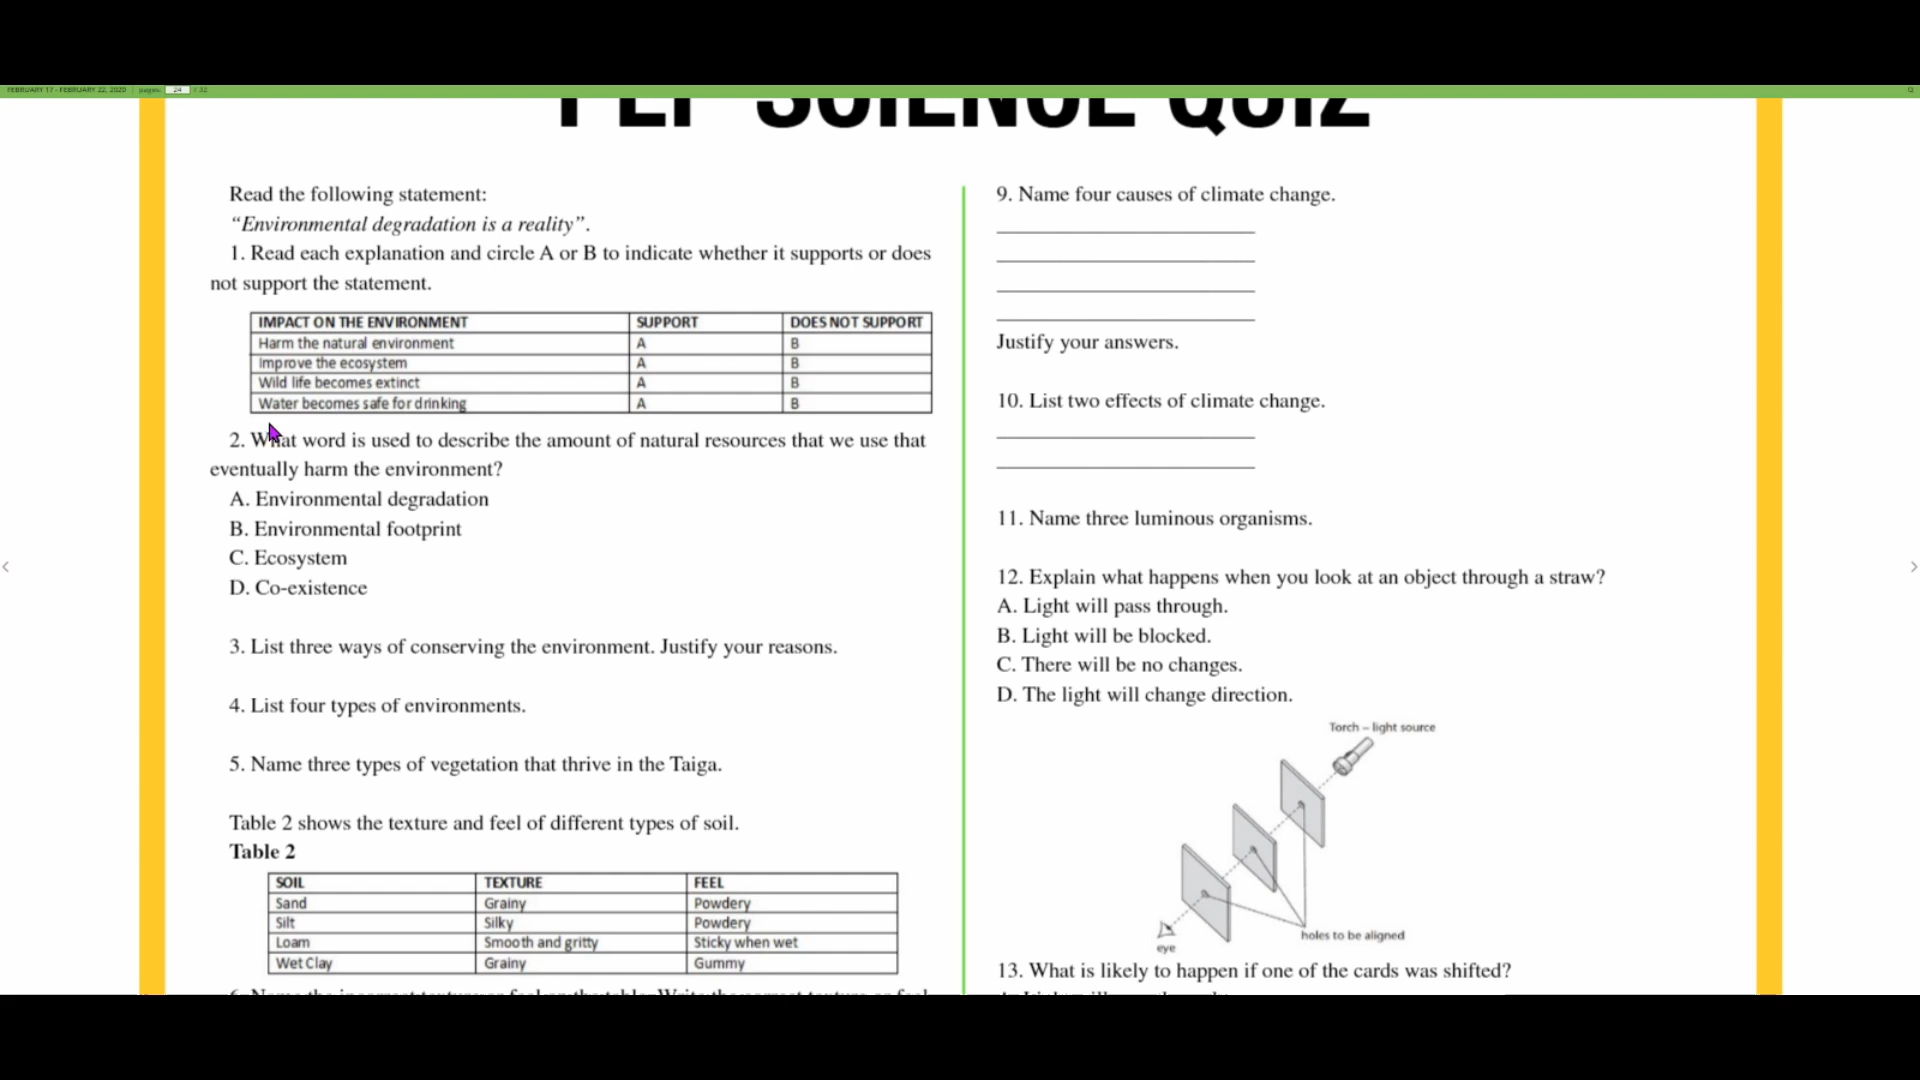 FEBRUARY 17 - FEBRUARY 22, 2020 | pages: 24 / 32
PEP SCIENCE QUIZ
Read the following statement:
“Environmental degradation is a reality”.
1. Read each explanation and circle A or B to indicate whether it supports or does
not support the statement.
IMPACT ON THE ENVIRONMENT SUPPORT DOES NOT SUPPORT
Harm the natural environment A B
Improve the ecosystem A B
Wild life becomes extinct A B
Water becomes safe for drinking A B
2. What word is used to describe the amount of natural resources that we use that
eventually harm the environment?
A. Environmental degradation
B. Environmental footprint
C. Ecosystem
D. Co-existence
3. List three ways of conserving the environment. Justify your reasons.
4. List four types of environments.
5. Name three types of vegetation that thrive in the Taiga.
Table 2 shows the texture and feel of different types of soil.
Table 2
SOIL TEXTURE FEEL
Sand Grainy Powdery
Silt Silky Powdery
Loam Smooth and gritty Sticky when wet
Wet Clay Grainy Gummy
9. Name four causes of climate change.
Justify your answers.
10. List two effects of climate change.
11. Name three luminous organisms.
12. Explain what happens when you look at an object through a straw?
A. Light will pass through.
B. Light will be blocked.
C. There will be no changes.
D. The light will change direction.
Torch – light source
holes to be aligned
eye
13. What is likely to happen if one of the cards was shifted?